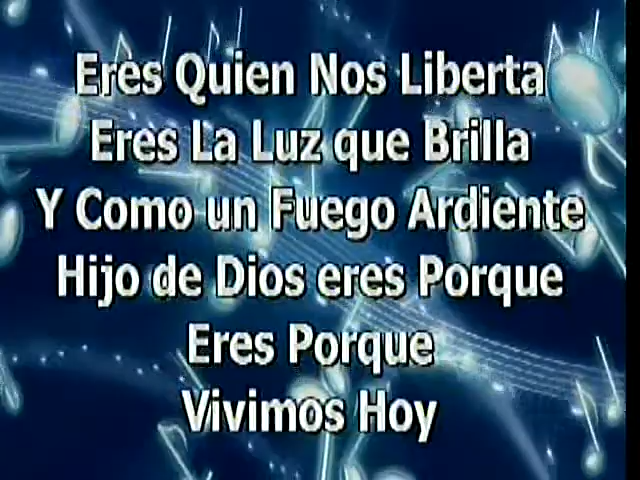 Eres Quien Nos Liberta
Eres La Luz que Brilla
Y Como un Fuego Ardiente
Hijo de Dios eres Porque
Eres Porque
Vivimos Hoy